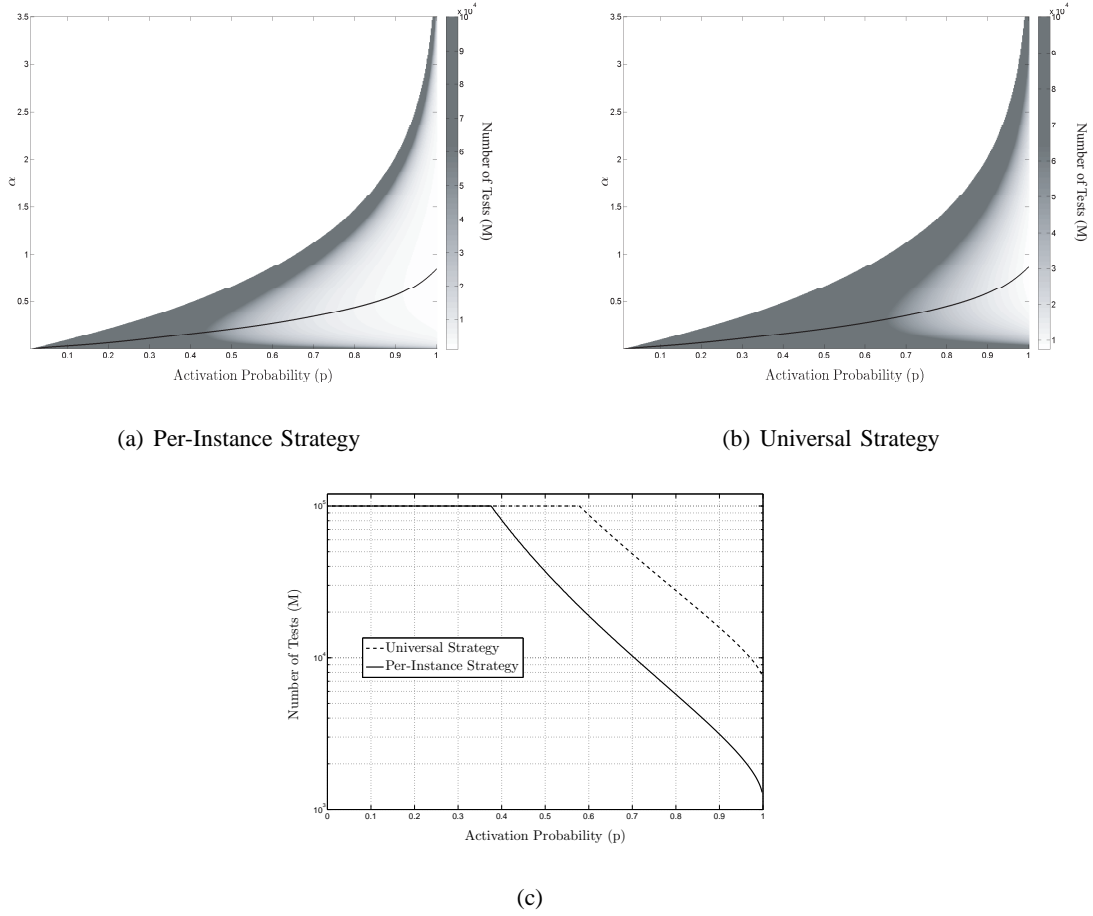 3.5
3
2.5
2
1.5
1
0.5
α
0.1 0.2 0.3 0.4 0.5 0.6 0.7 0.8 0.9 1
Activation Probability (p)
x 10^4
10
9
8
7
6
5
4
3
2
1
Number of Tests (M)
(a) Per-Instance Strategy
3.5
3
2.5
2
1.5
1
0.5
α
0.1 0.2 0.3 0.4 0.5 0.6 0.7 0.8 0.9 1
Activation Probability (p)
x 10^4
10
9
8
7
6
5
4
3
2
1
Number of Tests (M)
(b) Universal Strategy
10^5
10^4
10^3
Number of Tests (M)
Universal Strategy
Per-Instance Strategy
0 0.1 0.2 0.3 0.4 0.5 0.6 0.7 0.8 0.9 1
Activation Probability (p)
(c)